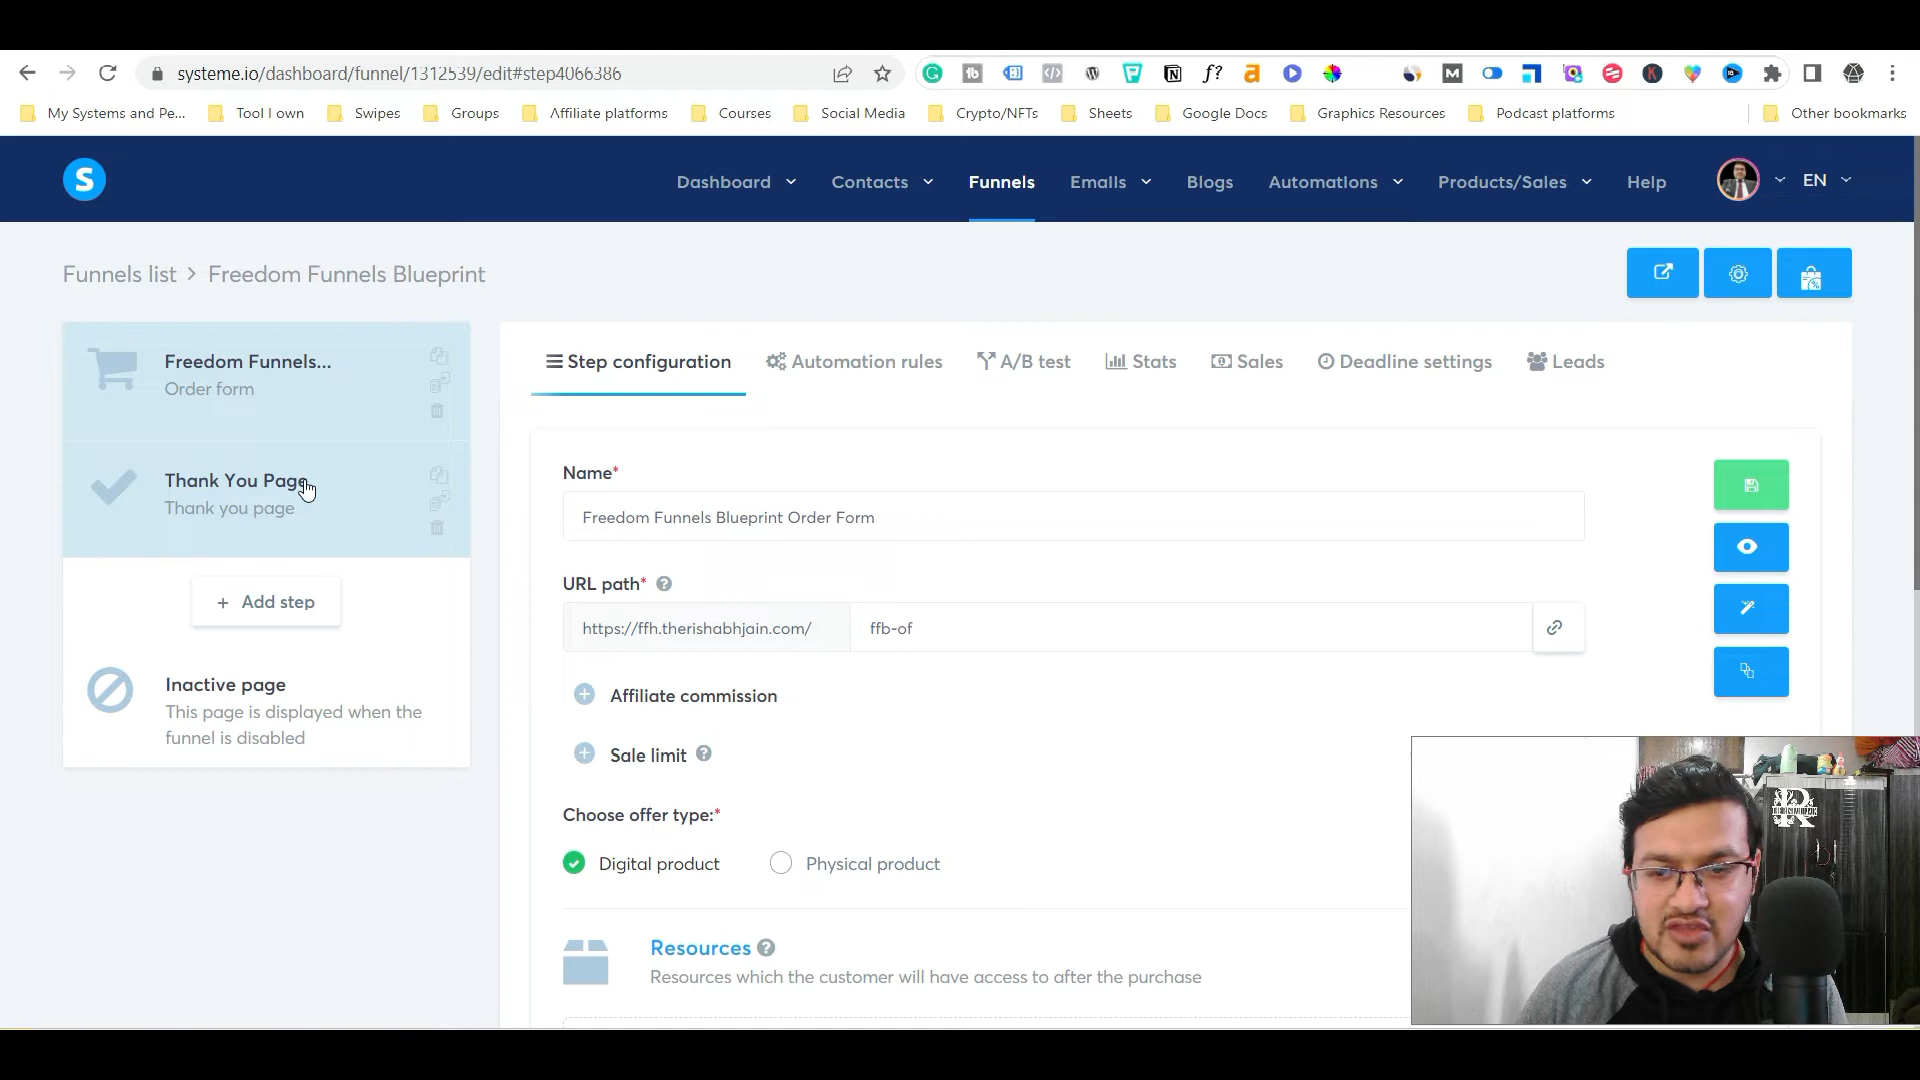 systeme.io/dashboard/funnel/1312539/edit#step4066386
My Systems and Pe... Tool I own Swipes Groups Affiliate platforms Courses Social Media Crypto/NFTs Sheets Google Docs Graphics Resources Podcast platforms Other bookmarks
S Dashboard Contacts Funnels Emails Blogs Automations Products/Sales Help EN
Funnels list > Freedom Funnels Blueprint
Freedom Funnels...
Order form
Thank You Page
Thank you page
+ Add step
Inactive page
This page is displayed when the
funnel is disabled
Step configuration Automation rules A/B test Stats Sales Deadline settings Leads
Name*
Freedom Funnels Blueprint Order Form
URL path* ?
https://ffh.therishabhjain.com/ ffb-of
Affiliate commission
Sale limit ?
Choose offer type:*
Digital product Physical product
Resources ?
Resources which the customer will have access to after the purchase